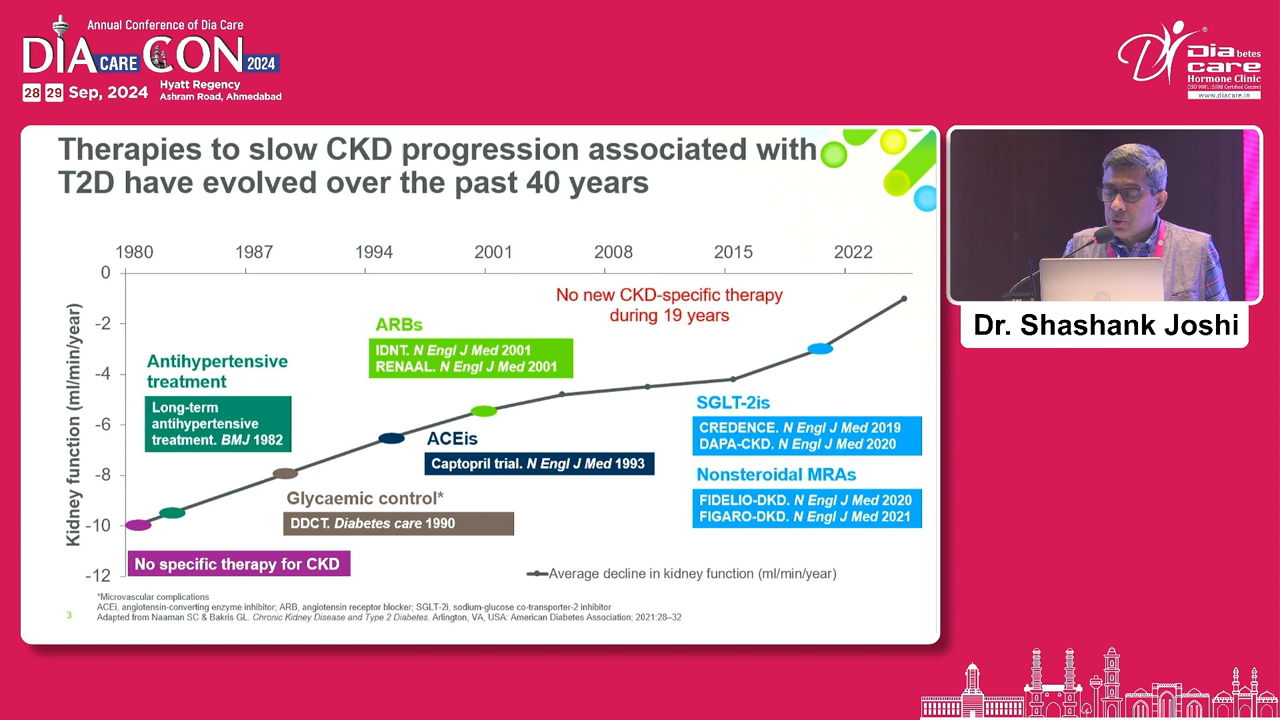 Annual Conference of Dia Care
DIA CARE CON 2024
28 29 Sep, 2024
Hyatt Regency
Ashram Road, Ahmedabad
Diabetes
care
Hormone Clinic
(ISO 9001:2008 Certified Centre)
www.diacare.in
Therapies to slow CKD progression associated with
T2D have evolved over the past 40 years
1980 1987 1994 2001 2008 2015 2022
0
-2
-4
-6
-8
-10
-12
Kidney function (ml/min/year)
No new CKD-specific therapy
during 19 years
ARBs
IDNT. N Engl J Med 2001
RENAAL. N Engl J Med 2001
Antihypertensive
treatment
Long-term
antihypertensive
treatment. BMJ 1982
SGLT-2is
CREDENCE. N Engl J Med 2019
DAPA-CKD. N Engl J Med 2020
ACEis
Captopril trial. N Engl J Med 1993
Nonsteroidal MRAs
FIDELIO-DKD. N Engl J Med 2020
FIGARO-DKD. N Engl J Med 2021
Glycaemic control*
DDCT. Diabetes care 1990
No specific therapy for CKD
Average decline in kidney function (ml/min/year)
*Microvascular complications
ACEi, angiotensin-converting enzyme inhibitor; ARB, angiotensin receptor blocker; SGLT-2i, sodium-glucose co-transporter-2 inhibitor
3
Adapted from Naaman SC & Bakris GL. Chronic Kidney Disease and Type 2 Diabetes. Arlington, VA, USA: American Diabetes Association; 2021:28–32
Dr. Shashank Joshi